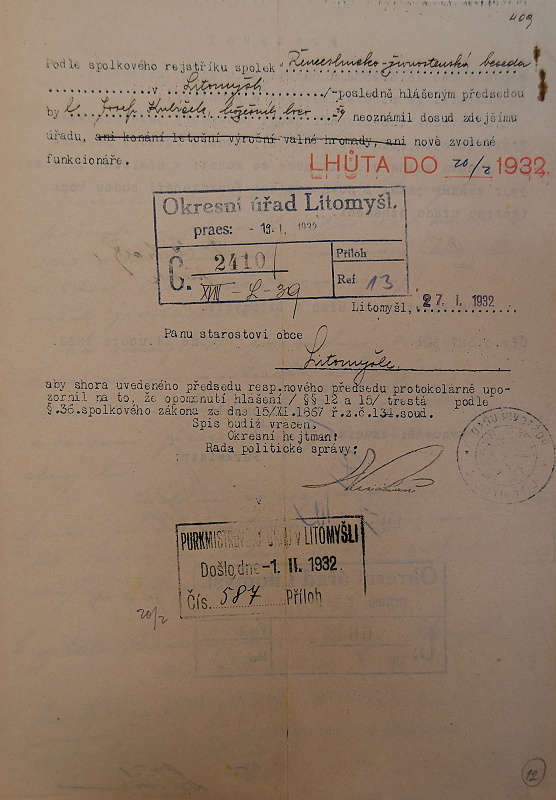 409
Podle spolkového rejstříku spolek Řemeslnicko-živnostenská beseda
v Litomyšli /-posledně hlášeným předsedou
by l Josef neoznámil dosud zdejšímu
úřadu, ani konání letošní výroční valné hromady, ani nově zvolené
funkcionáře.
LHŮTA DO 20/2 1932.
Okresní úřad Litomyšl.
praes: - 19. I. 1932
Č. 2410
Příloh
XIII - L - 39
Ref. 13
Litomyšl, 27. I. 1932
Panu starostovi obce
Litomyšle
aby shora uvedeného předsedu resp.nového předsedu protokolárně upo-
zornil na to, že opomenutí hlášení / §§ 12 a 15/ trestá podle
§.36.spolkového zákona ze dne 15/XI.1867 ř.z.č.134.soud.
Spis budiž vrácen.
Okresní hejtman:
Rada politické správy:
PURKMISTROVSKÝ ÚŘAD v LITOMYŠLI
Došlo dne -1. II. 1932
Čís. 587 Příloh
20/2
12